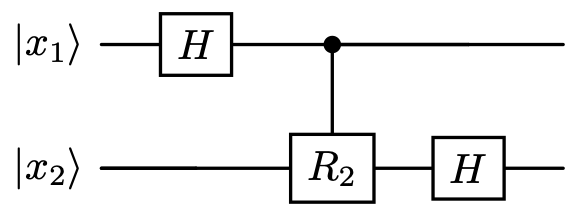 |x₁⟩ H
|x₂⟩ R₂ H